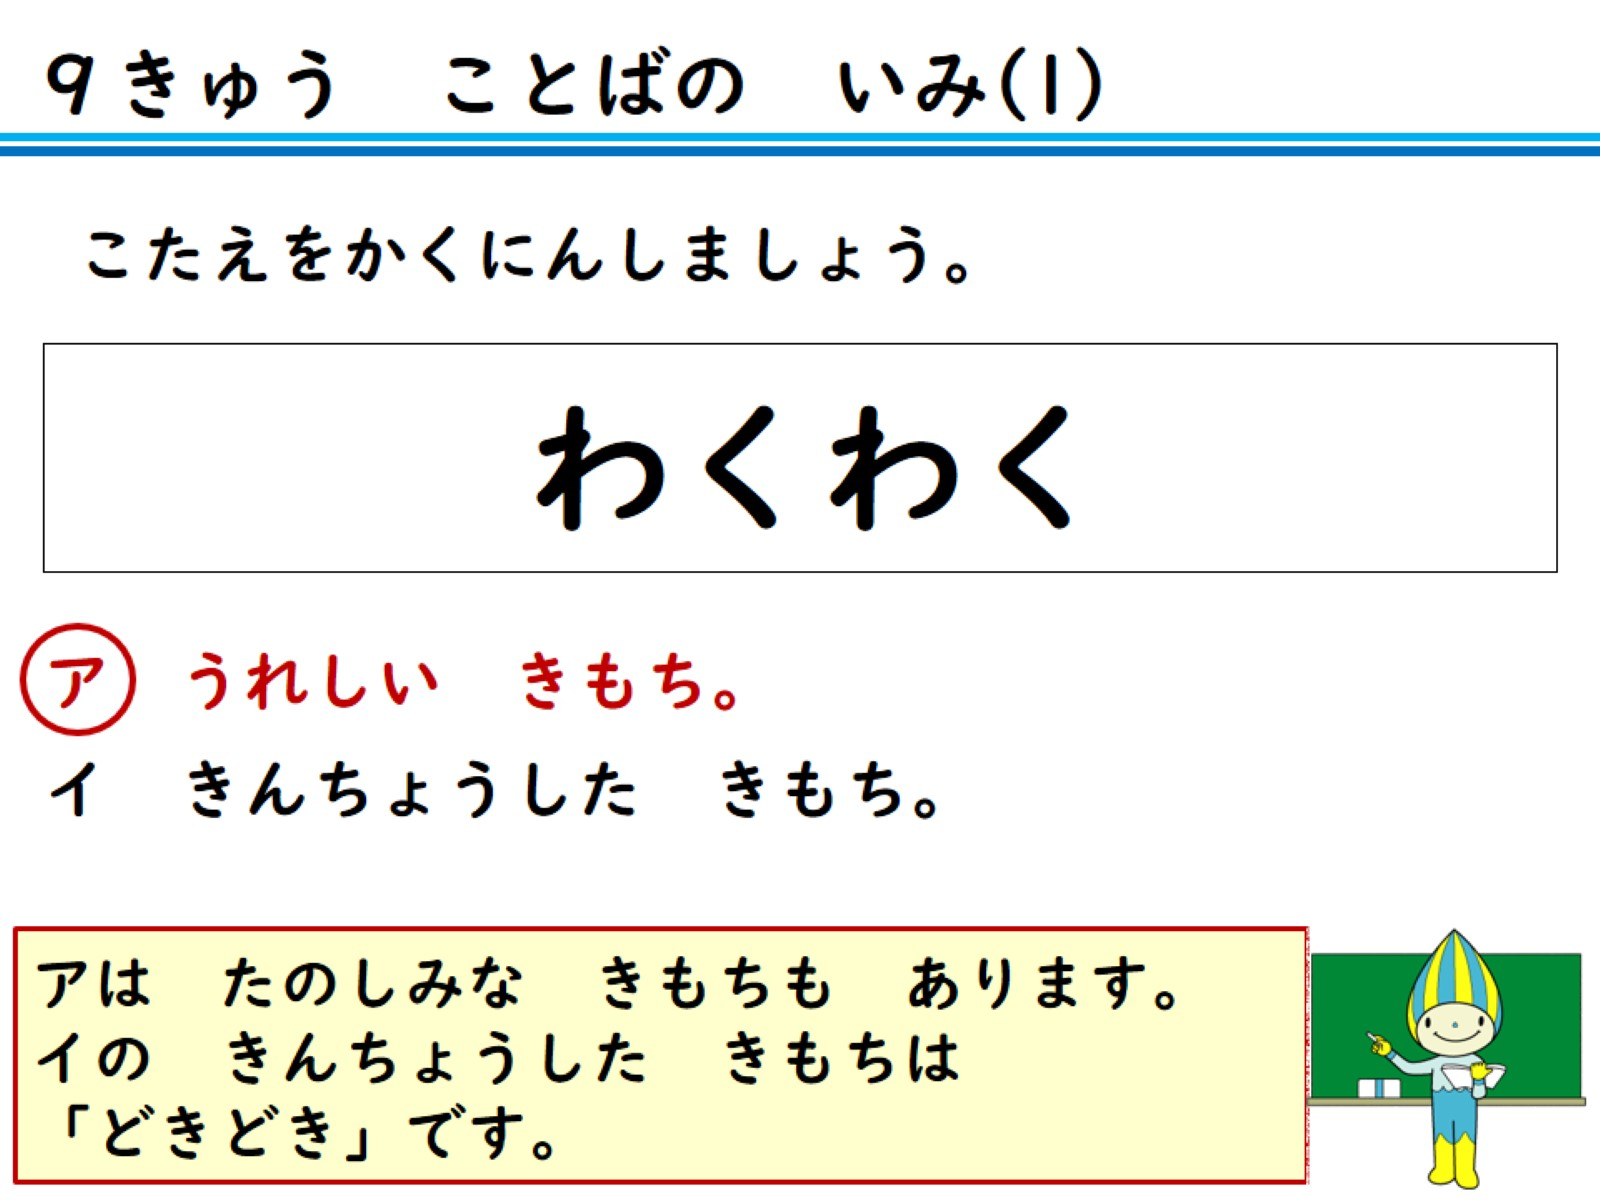 ９きゅう　ことばの　いみ(1)
こたえをかくにんしましょう。
わくわく
ア　うれしい　きもち。
イ　きんちょうした　きもち。
アは　たのしみな　きもちも　あります。
イの　きんちょうした　きもちは
「どきどき」です。